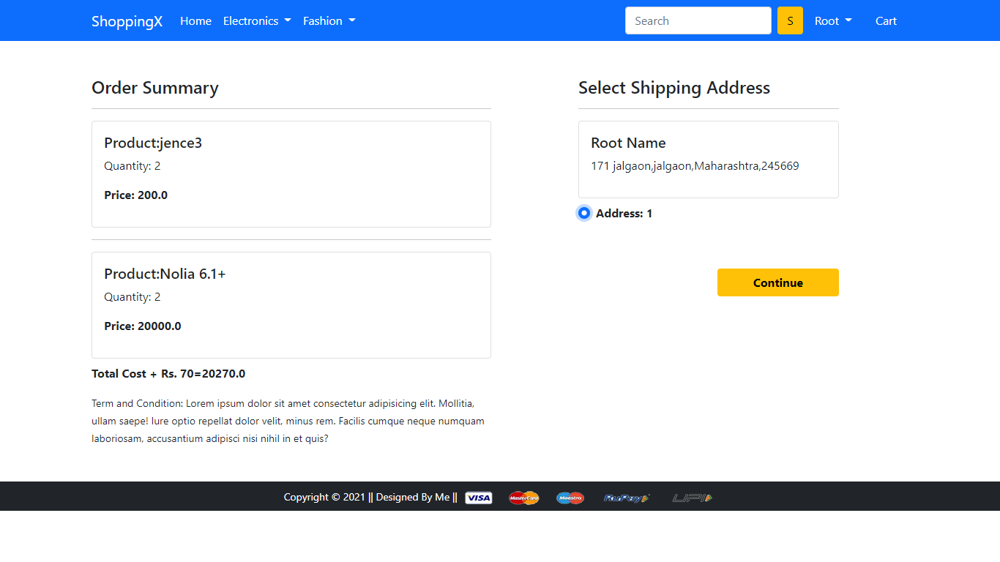 ShoppingX Home Electronics Fashion Search S Root Cart
Order Summary
Product:jence3
Quantity: 2
Price: 200.0
Product:Nolia 6.1+
Quantity: 2
Price: 20000.0
Total Cost + Rs. 70=20270.0
Term and Condition: Lorem ipsum dolor sit amet consectetur adipisicing elit. Mollitia,
ullam saepe! Iure optio repellat dolor velit, minus rem. Facilis cumque neque numquam
laboriosam, accusantium adipisci nisi nihil in et quis?
Select Shipping Address
Root Name
171 jalgaon,jalgaon,Maharashtra,245669
Address: 1
Continue
Copyright © 2021 || Designed By Me || VISA MasterCard Maestro RuPay UPI